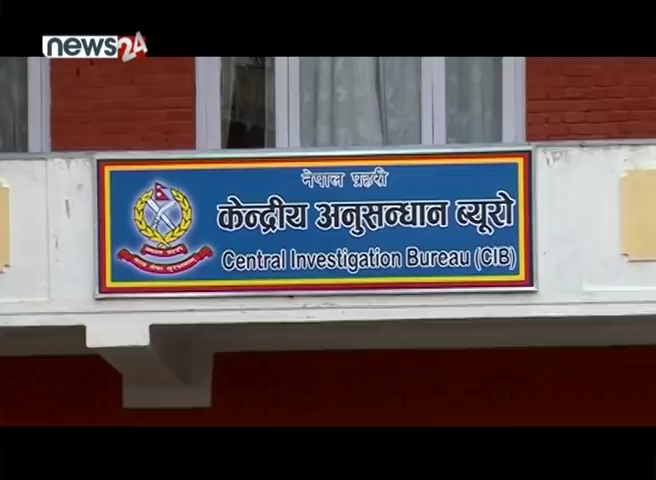 news24
नेपाल प्रहरी
केन्द्रीय अनुसन्धान ब्यूरो
Central Investigation Bureau (CIB)